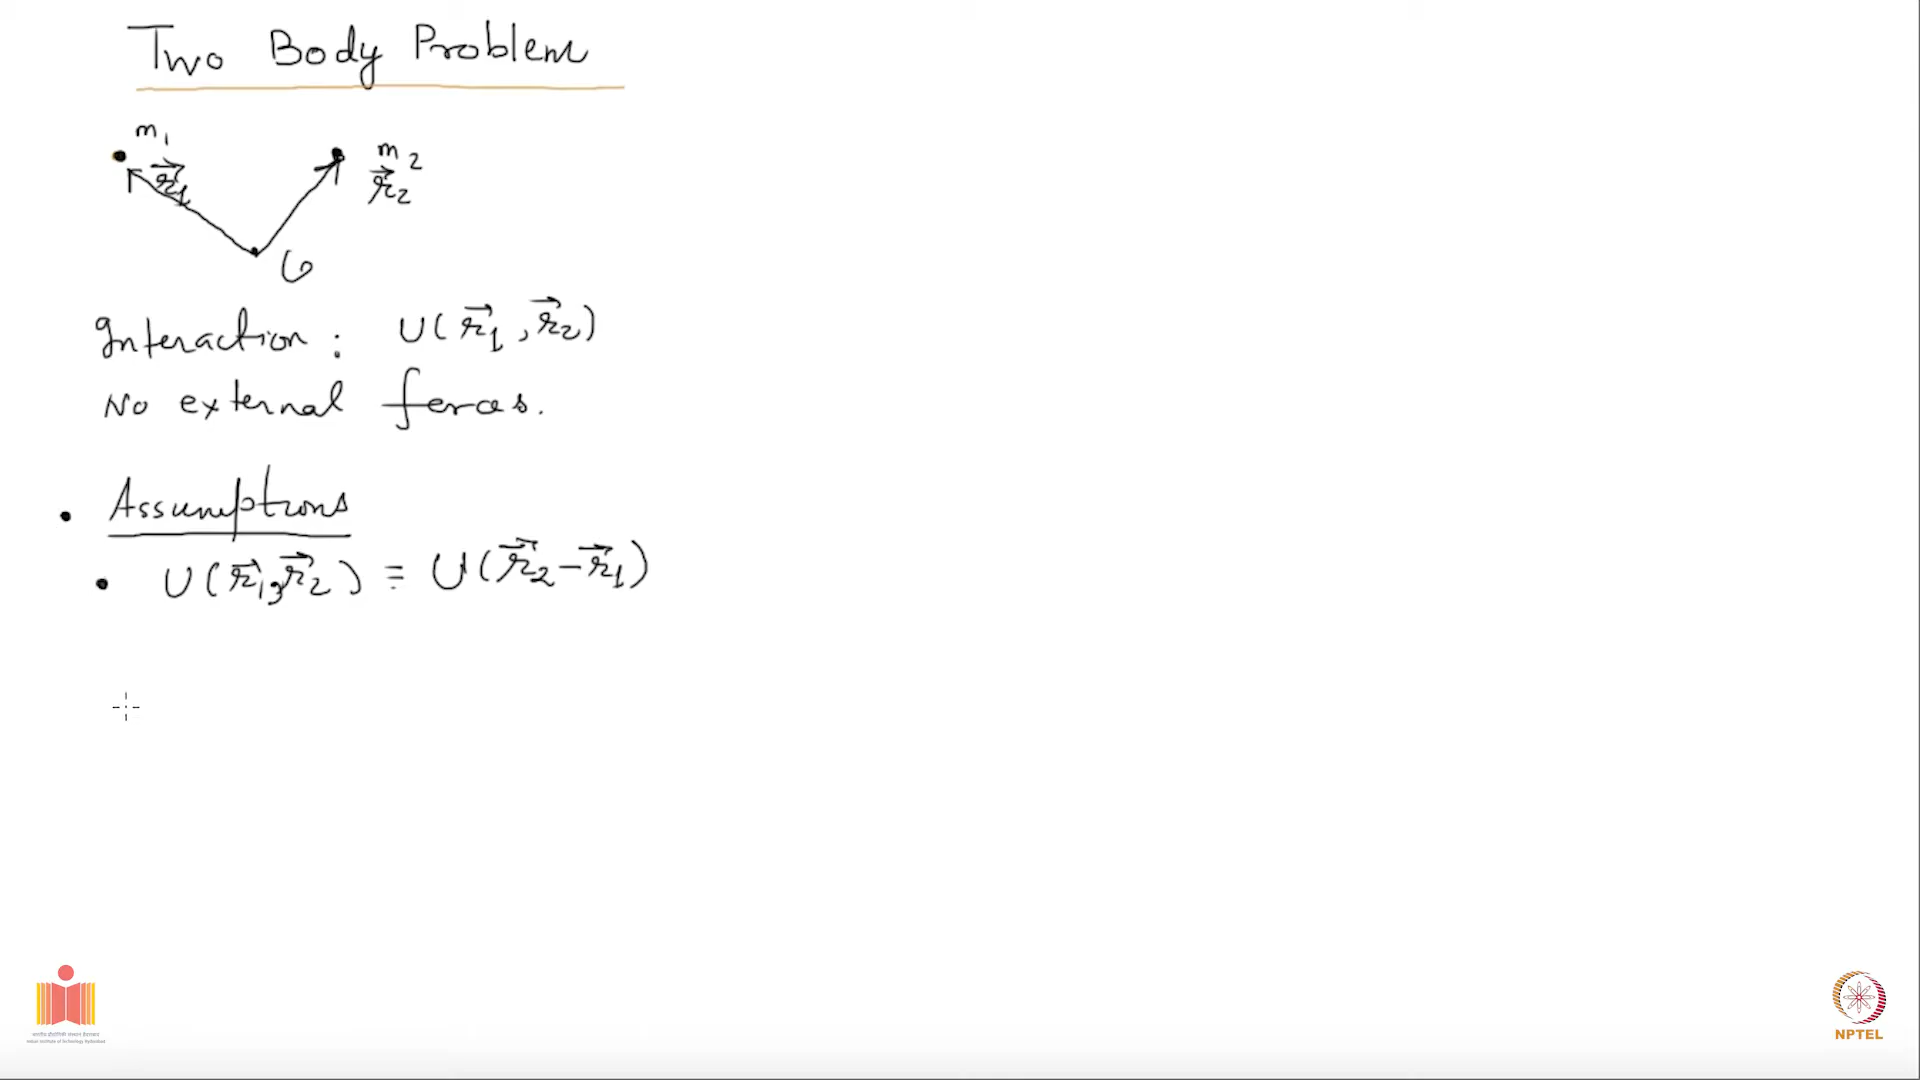 Two Body Problem
m₁
r⃗₁
m₂
r⃗₂
O
Interaction: U(r⃗₁, r⃗₂)
No external forces.
• Assumptions
• U(r⃗₁, r⃗₂) ≡ U(r⃗₂ − r⃗₁)
NPTEL